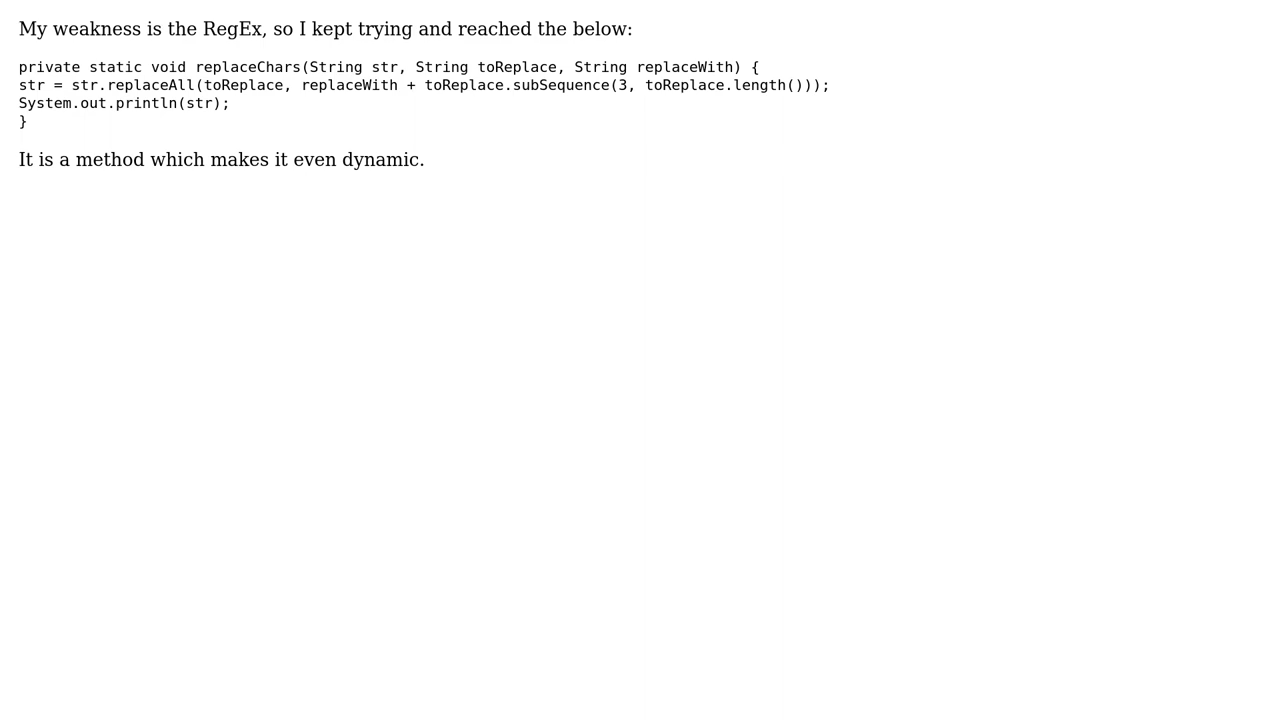 My weakness is the RegEx, so I kept trying and reached the below:
private static void replaceChars(String str, String toReplace, String replaceWith) {
str = str.replaceAll(toReplace, replaceWith + toReplace.subSequence(3, toReplace.length()));
System.out.println(str);
}
It is a method which makes it even dynamic.